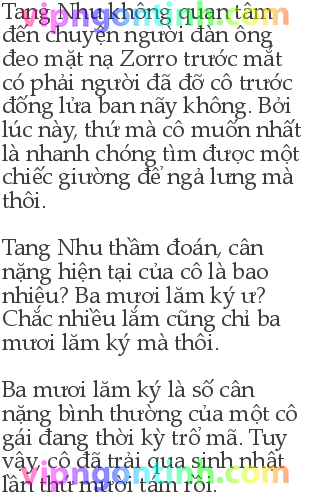 Tang Nhu không quan tâm
đến chuyện người đàn ông
đeo mặt nạ Zorro trước mắt
có phải người đã đỡ cô trước
đống lửa ban nãy không. Bởi
lúc này, thứ mà cô muốn nhất
là nhanh chóng tìm được một
chiếc giường để ngả lưng mà
thôi.
Tang Nhu thầm đoán, cân
nặng hiện tại của cô là bao
nhiêu? Ba mươi lăm ký ư?
Chắc nhiều lắm cũng chỉ ba
mươi lăm ký mà thôi.
Ba mươi lăm ký là số cân
nặng bình thường của một cô
gái đang thời kỳ trổ mã. Tuy
vậy, cô đã trải qua sinh nhật
lần thứ mười tám rồi.
vipngontinh.com
vipngontinh.com